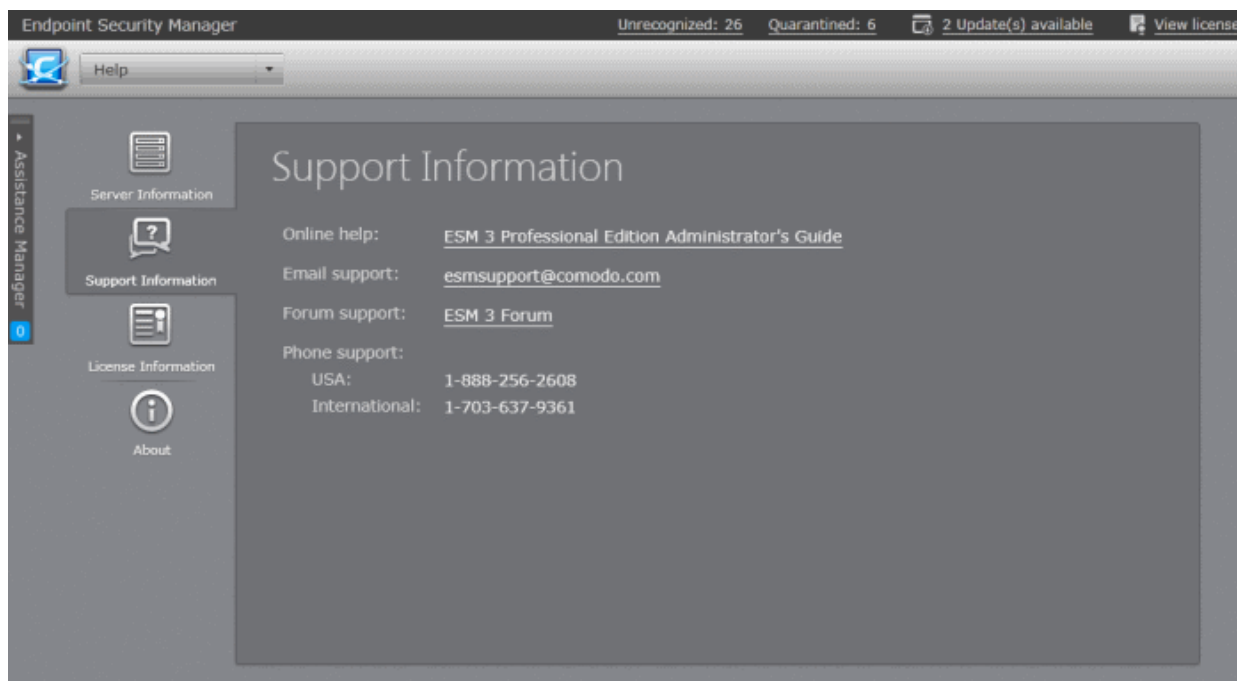 Endpoint Security Manager Unrecognized: 26 Quarantined: 6 2 Update(s) available View license
Help
Assistance Manager 0
Server Information
Support Information
License Information
About
Support Information
Online help: ESM 3 Professional Edition Administrator's Guide
Email support: esmsupport@comodo.com
Forum support: ESM 3 Forum
Phone support:
USA: 1-888-256-2608
International: 1-703-637-9361